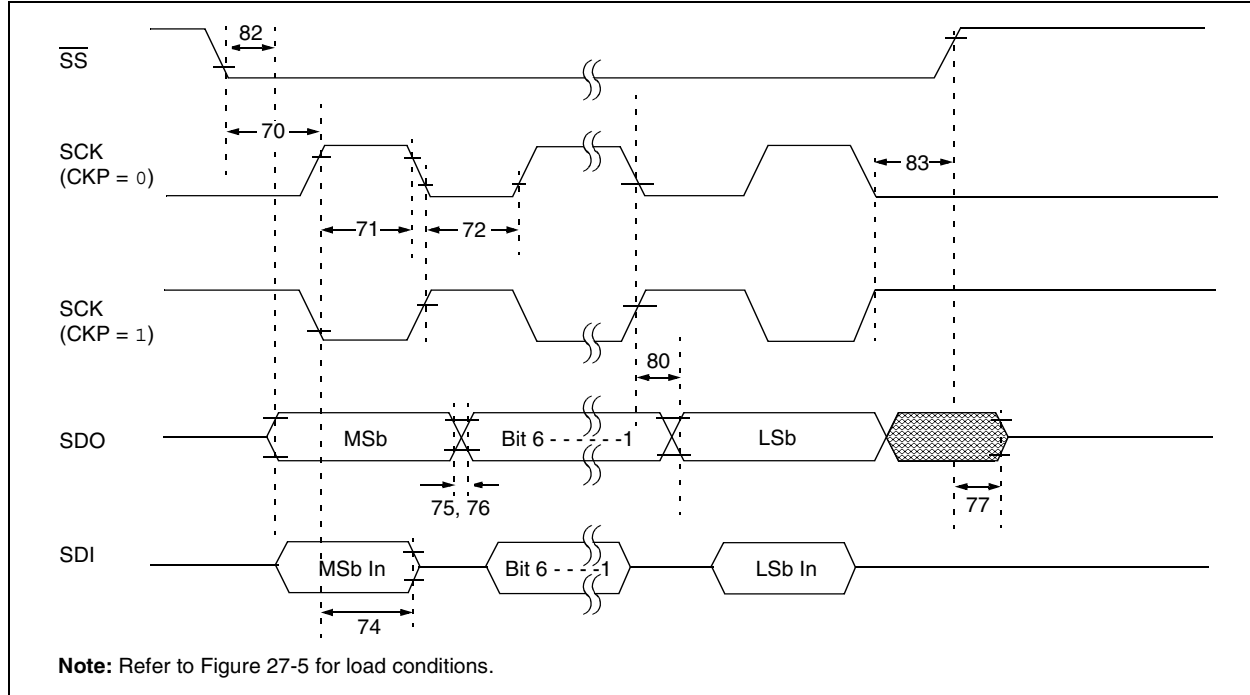 82
SS
70
SCK
(CKP = 0)
83
71
72
SCK
(CKP = 1)
80
SDO
MSb
Bit 6 - - - - - -1
LSb
75, 76
77
SDI
MSb In
Bit 6 - - - -1
LSb In
74
Note: Refer to Figure 27-5 for load conditions.